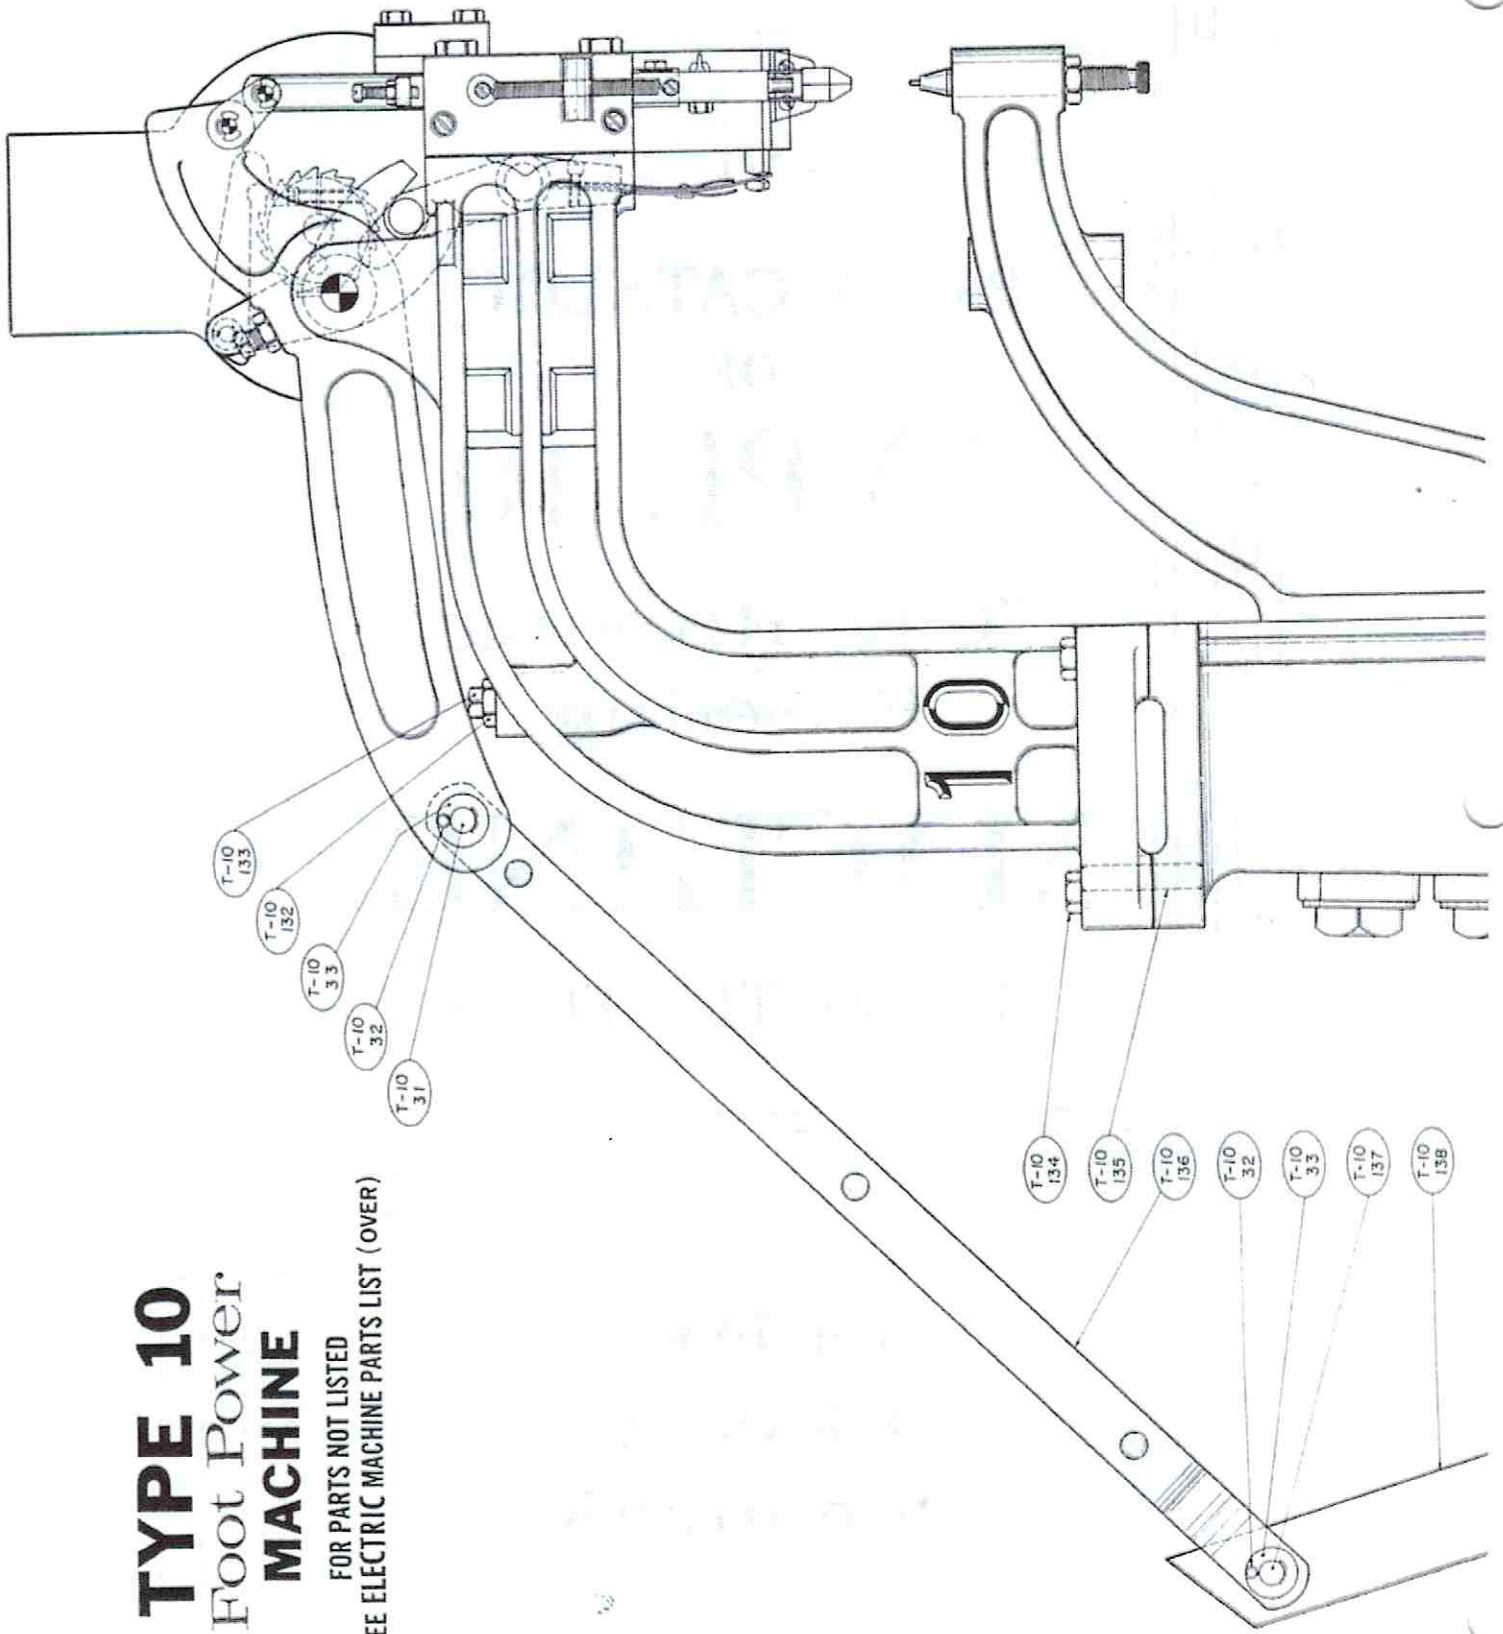 TYPE 10
Foot Power
MACHINE
FOR PARTS NOT LISTED
EE ELECTRIC MACHINE PARTS LIST (OVER)
T-10
133
T-10
132
T-10
33
T-10
32
T-10
31
10
T-10
134
T-10
135
T-10
136
T-10
32
T-10
33
T-10
137
T-10
138